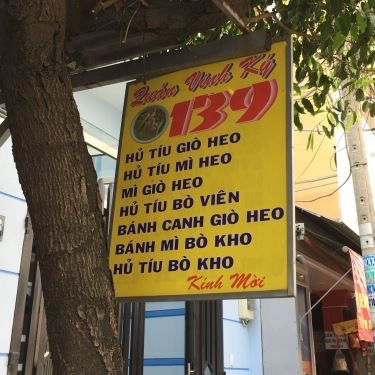 Quán Vinh Ký
139
HỦ TÍU GIÒ HEO
HỦ TÍU MÌ HEO
MÌ GIÒ HEO
HỦ TÍU BÒ VIÊN
BÁNH CANH GIÒ HEO
BÁNH MÌ BÒ KHO
HỦ TÍU BÒ KHO
Kính Mời